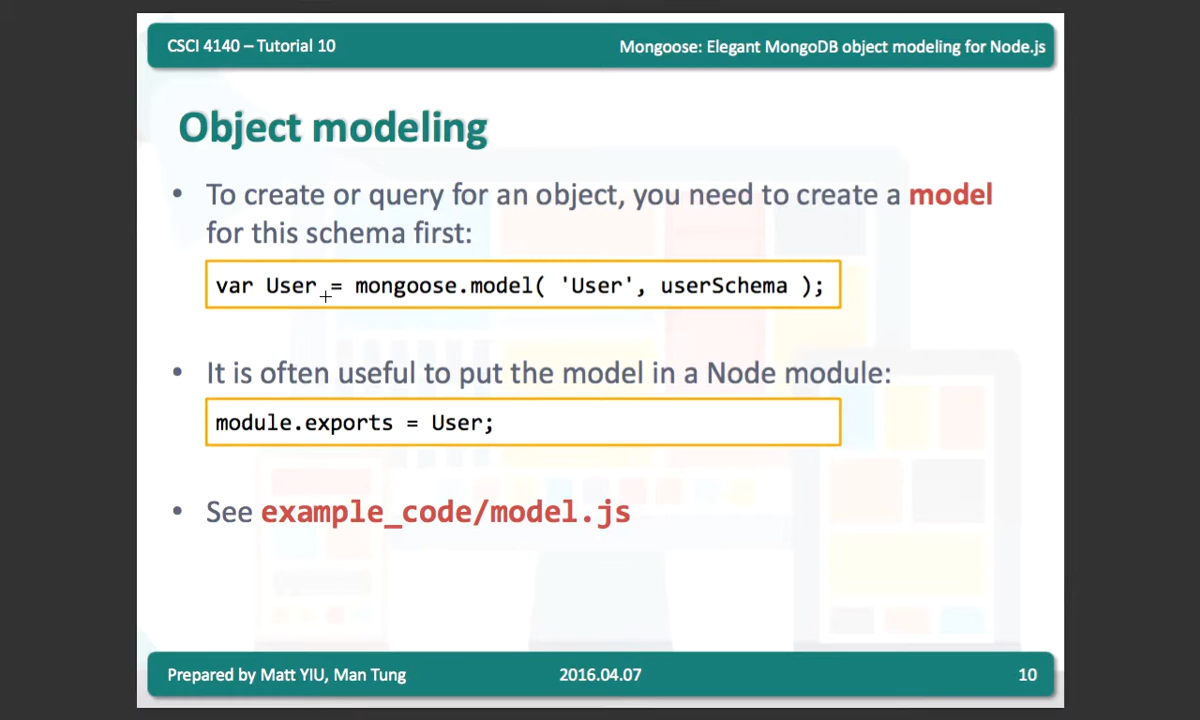 CSCI 4140 – Tutorial 10
Mongoose: Elegant MongoDB object modeling for Node.js
Object modeling
• To create or query for an object, you need to create a model
for this schema first:
var User = mongoose.model( 'User', userSchema );
• It is often useful to put the model in a Node module:
module.exports = User;
• See example_code/model.js
Prepared by Matt YIU, Man Tung
2016.04.07
10